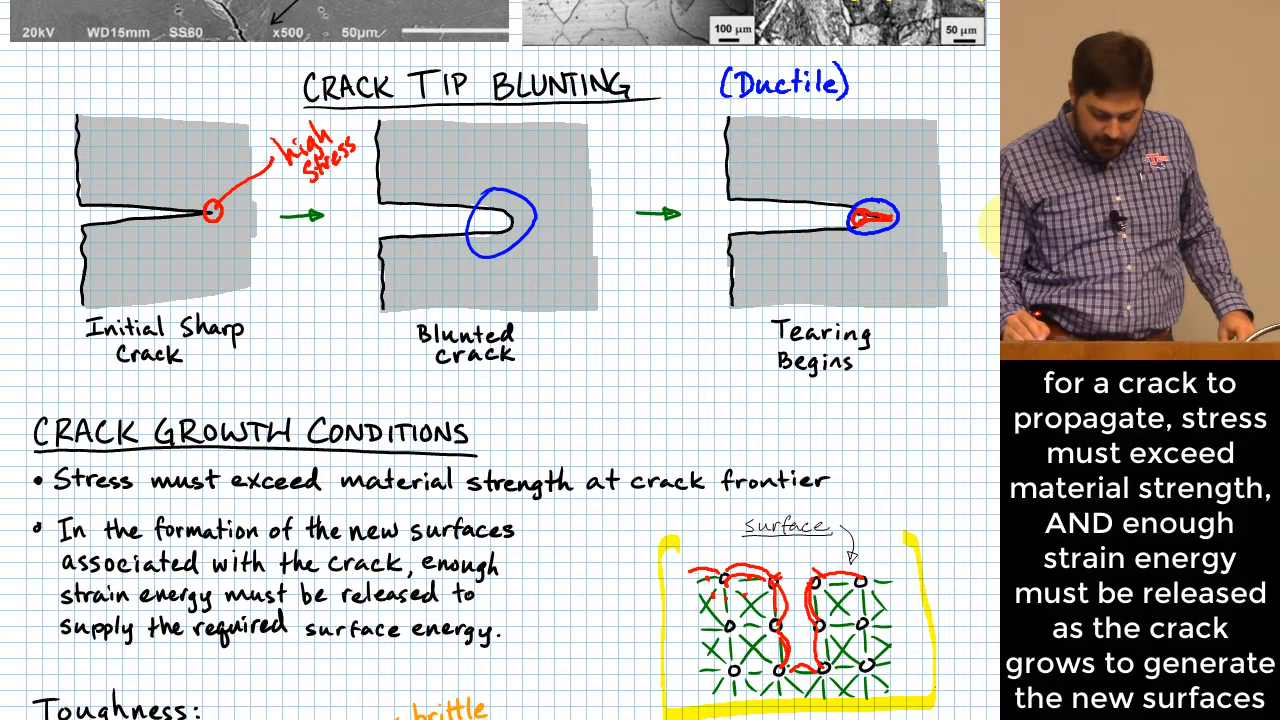 20kV WD15mm SS60 x500 50µm
100 µm
50 µm
CRACK TIP BLUNTING (Ductile)
high
stress
Initial Sharp
Crack
Blunted
crack
Tearing
Begins
CRACK GROWTH CONDITIONS
• Stress must exceed material strength at crack frontier
• In the formation of the new surfaces
associated with the crack, enough
strain energy must be released to
supply the required surface energy.
surface
Toughness:
brittle
for a crack to
propagate, stress
must exceed
material strength,
AND enough
strain energy
must be released
as the crack
grows to generate
the new surfaces